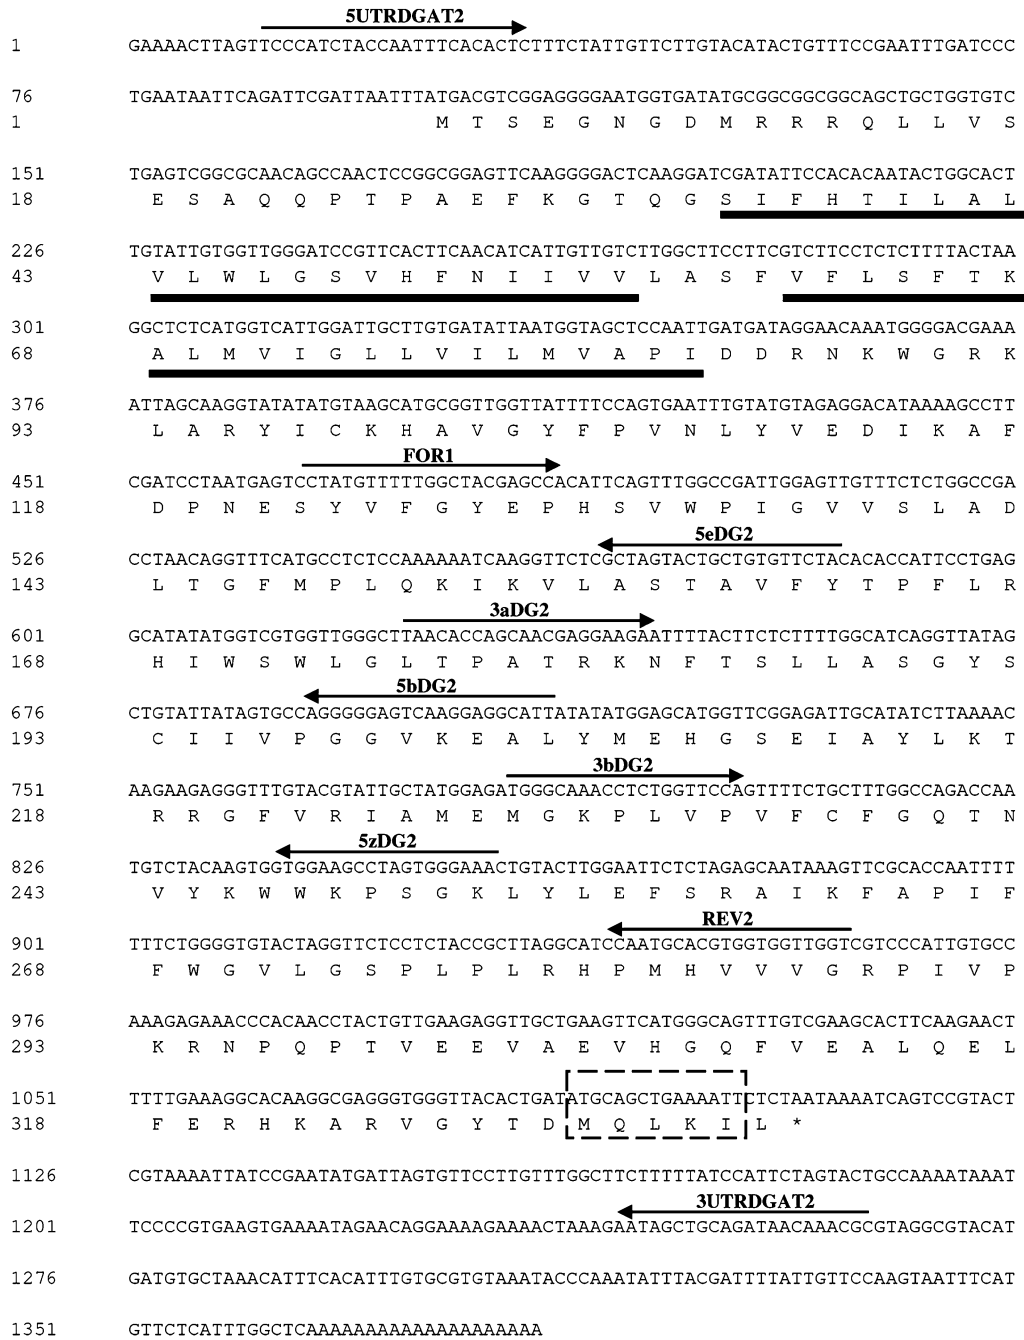 5UTRDGAT2
1 GAAAACTTAGTTCCCATCTACCAATTTCACACTCTTTCTATTGTTCTTGTACATACTGTTTCCGAATTTGATCCC
76 TGAATAATTCAGATTCGATTAATTTATGACGTCGGAGGGGAATGGTGATATGCGGCGGCGGCAGCTGCTGGTGTC
1 M T S E G N G D M R R R Q L L V S
151 TGAGTCGGCGCAACAGCCAACTCCGGCGGAGTTCAAGGGGACTCAAGGATCGATATTCCACACAATACTGGCACT
18 E S A Q Q P T P A E F K G T Q G S I F H T I L A L
226 TGTATTGTGGTTGGGATCCGTTCACTTCAACATCATTGTTGTCTTGGCTTCCTTCGTCTTCCTCTCTTTTACTAA
43 V L W L G S V H F N I I V V L A S F V F L S F T K
301 GGCTCTCATGGTCATTGGATTGCTTGTGATATTAATGGTAGCTCCAATTGATGATAGGAACAAATGGGGACGAAA
68 A L M V I G L L V I L M V A P I D D R N K W G R K
376 ATTAGCAAGGTATATATGTAAGCATGCGGTTGGTTATTTTCCAGTGAATTTGTATGTAGAGGACATAAAAGCCTT
93 L A R Y I C K H A V G Y F P V N L Y V E D I K A F
FOR1
451 CGATCCTAATGAGTCCTATGTTTTTGGCTACGAGCCACATTCAGTTTGGCCGATTGGAGTTGTTTCTCTGGCCGA
118 D P N E S Y V F G Y E P H S V W P I G V V S L A D
5eDG2
526 CCTAACAGGTTTCATGCCTCTCCAAAAAATCAAGGTTCTCGCTAGTACTGCTGTGTTCTACACACCATTCCTGAG
143 L T G F M P L Q K I K V L A S T A V F Y T P F L R
3aDG2
601 GCATATATGGTCGTGGTTGGGCTTAACACCAGCAACGAGGAAGAATTTTACTTCTCTTTTGGCATCAGGTTATAG
168 H I W S W L G L T P A T R K N F T S L L A S G Y S
5bDG2
676 CTGTATTATAGTGCCAGGGGGAGTCAAGGAGGCATTATATATGGAGCATGGTTCGGAGATTGCATATCTTAAAAC
193 C I I V P G G V K E A L Y M E H G S E I A Y L K T
3bDG2
751 AAGAAGAGGGTTTGTACGTATTGCTATGGAGATGGGCAAACCTCTGGTTCCAGTTTTCTGCTTTGGCCAGACCAA
218 R R G F V R I A M E M G K P L V P V F C F G Q T N
5zDG2
826 TGTCTACAAGTGGTGGAAGCCTAGTGGGAAACTGTACTTGGAATTCTCTAGAGCAATAAAGTTCGCACCAATTTT
243 V Y K W W K P S G K L Y L E F S R A I K F A P I F
REV2
901 TTTCTGGGGTGTACTAGGTTCTCCTCTACCGCTTAGGCATCCAATGCACGTGGTGGTTGGTCGTCCCATTGTGCC
268 F W G V L G S P L P L R H P M H V V V G R P I V P
976 AAAGAGAAACCCACAACCTACTGTTGAAGAGGTTGCTGAAGTTCATGGGCAGTTTGTCGAAGCACTTCAAGAACT
293 K R N P Q P T V E E V A E V H G Q F V E A L Q E L
1051 TTTTGAAAGGCACAAGGCGAGGGTGGGTTACACTGATATGCAGCTGAAAATTCTCTAATAAAATCAGTCCGTACT
318 F E R H K A R V G Y T D M Q L K I L *
1126 CGTAAAATTATCCGAATATGATTAGTGTTCCTTGTTTGGCTTCTTTTTATCCATTCTAGTACTGCCAAAATAAAT
3UTRDGAT2
1201 TCCCCGTGAAGTGAAAATAGAACAGGAAAAGAAAACTAAAGAATAGCTGCAGATAACAAACGCGTAGGCGTACAT
1276 GATGTGCTAAACATTTCACATTTGTGCGTGTAAATACCCAAATATTTACGATTTTATTGTTCCAAGTAATTTCAT
1351 GTTCTCATTTGGCTCAAAAAAAAAAAAAAAAAAA